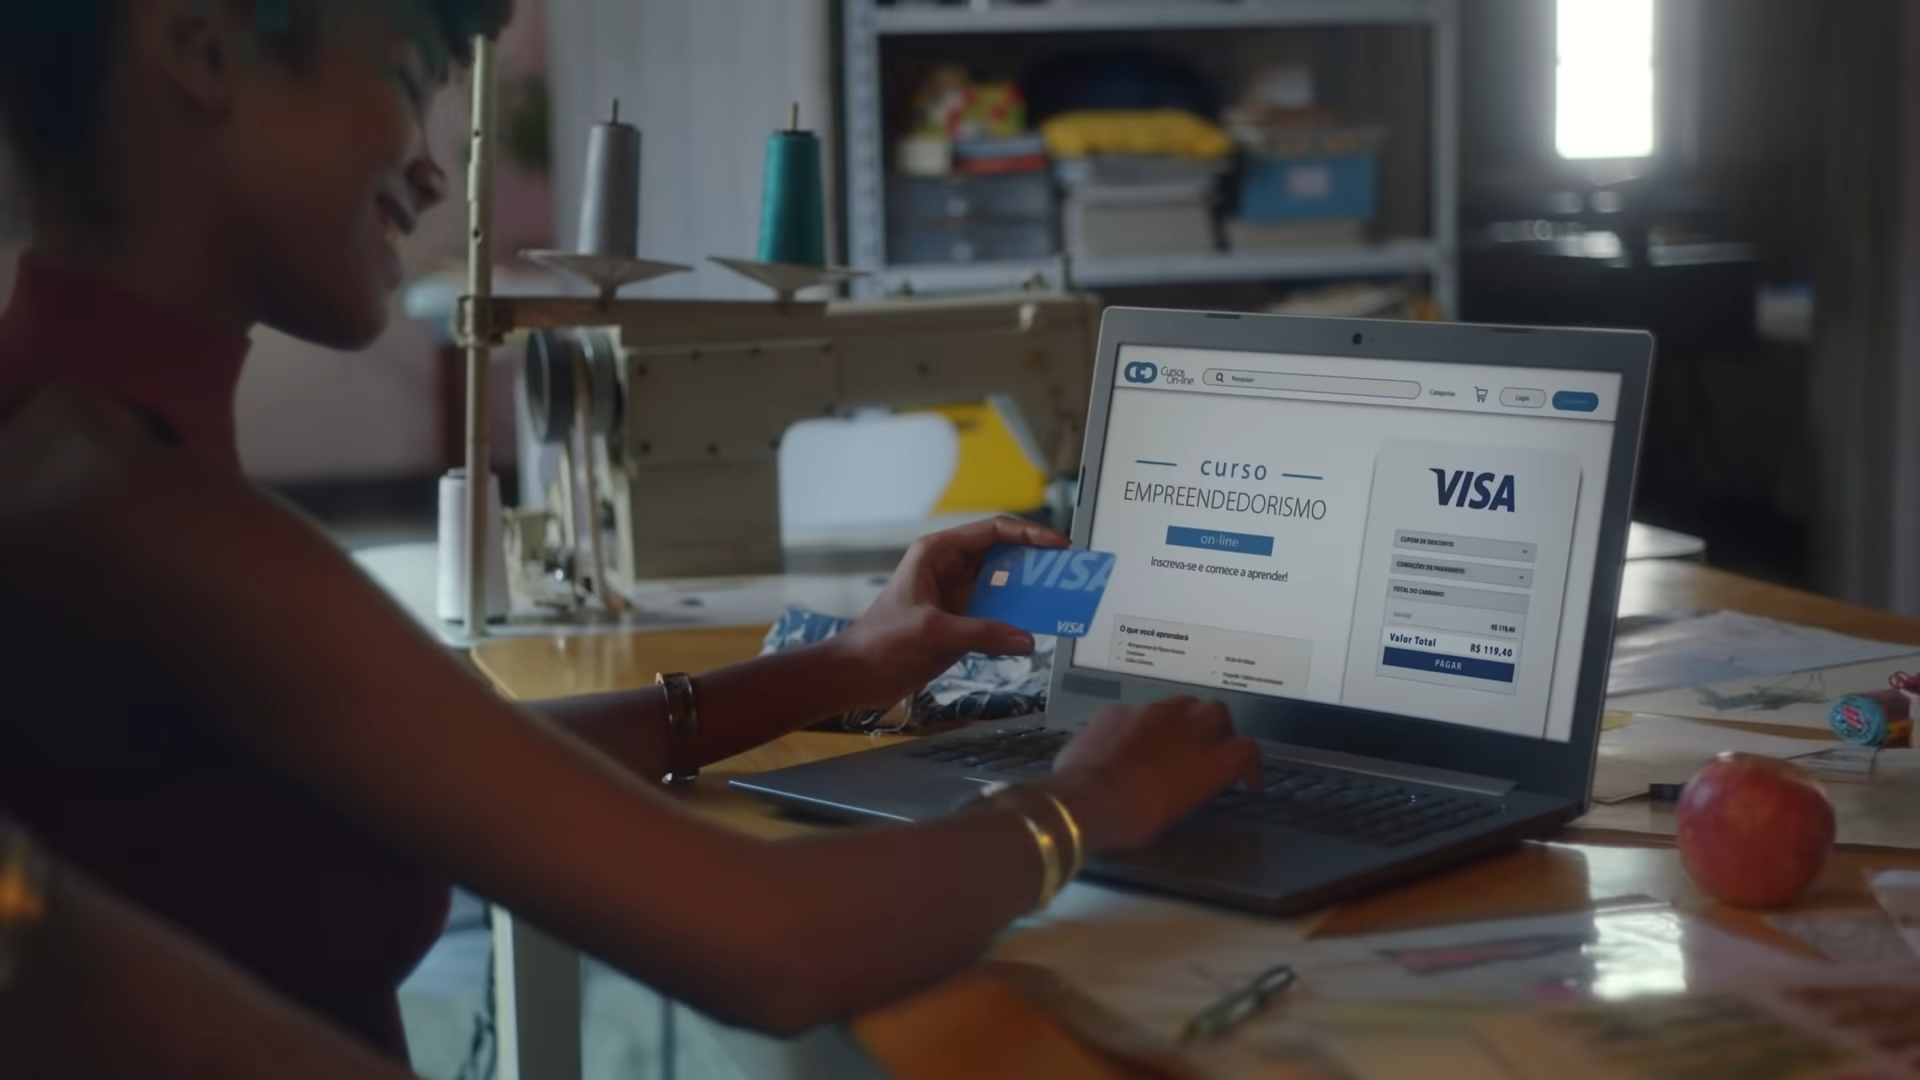 Cursos
On-line
Pesquisar
Categorias
Login
curso
EMPREENDEDORISMO
on-line
Inscreva-se e comece a aprender!
O que você aprenderá
VISA
CUPOM DE DESCONTO
CONDIÇÕES DE PAGAMENTO
TOTAL DO CARRINHO
R$ 119,40
Valor Total R$ 119,40
PAGAR
VISA
VISA